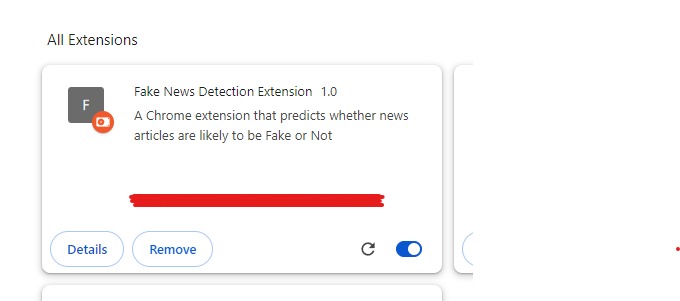 All Extensions
F
Fake News Detection Extension 1.0
A Chrome extension that predicts whether news
articles are likely to be Fake or Not
Details
Remove